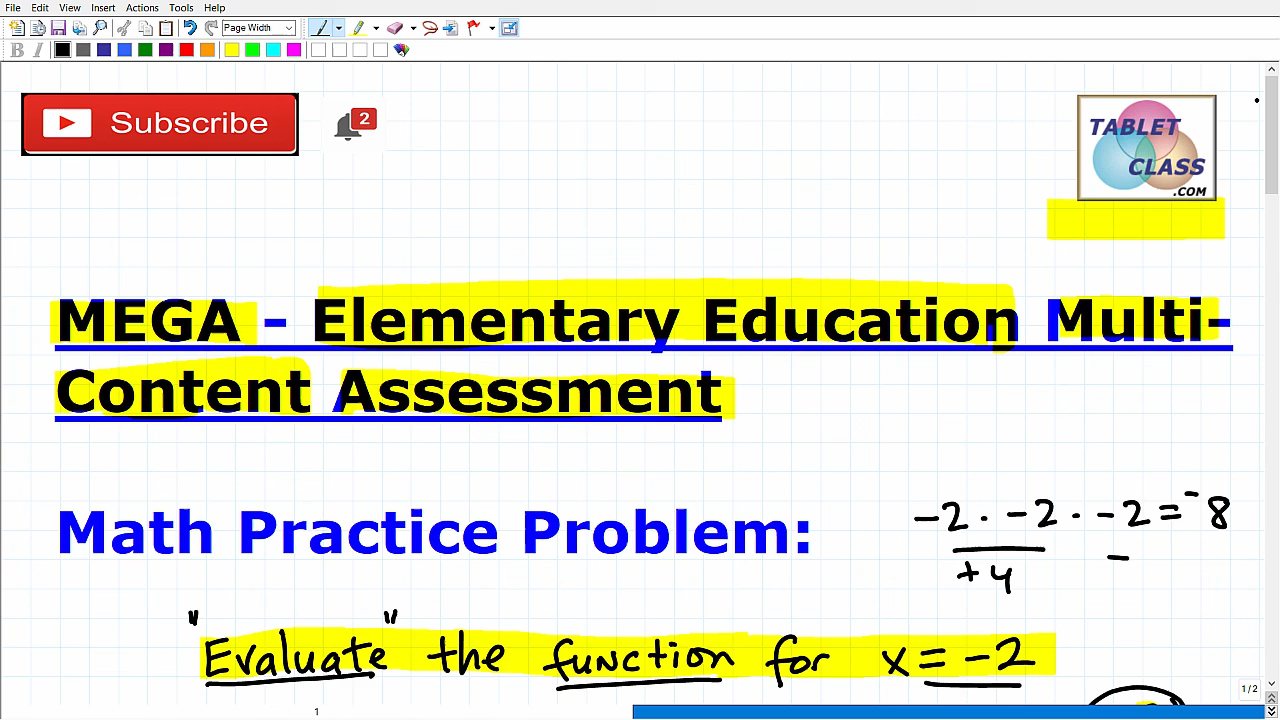 File Edit View Insert Actions Tools Help
Page Width
B I
Subscribe
2
TABLET
CLASS
.COM
MEGA - Elementary Education Multi-
Content Assessment
-2 · -2 · -2 = -8
+4 -
Math Practice Problem:
"Evaluate" the function for x = -2
1/2
1